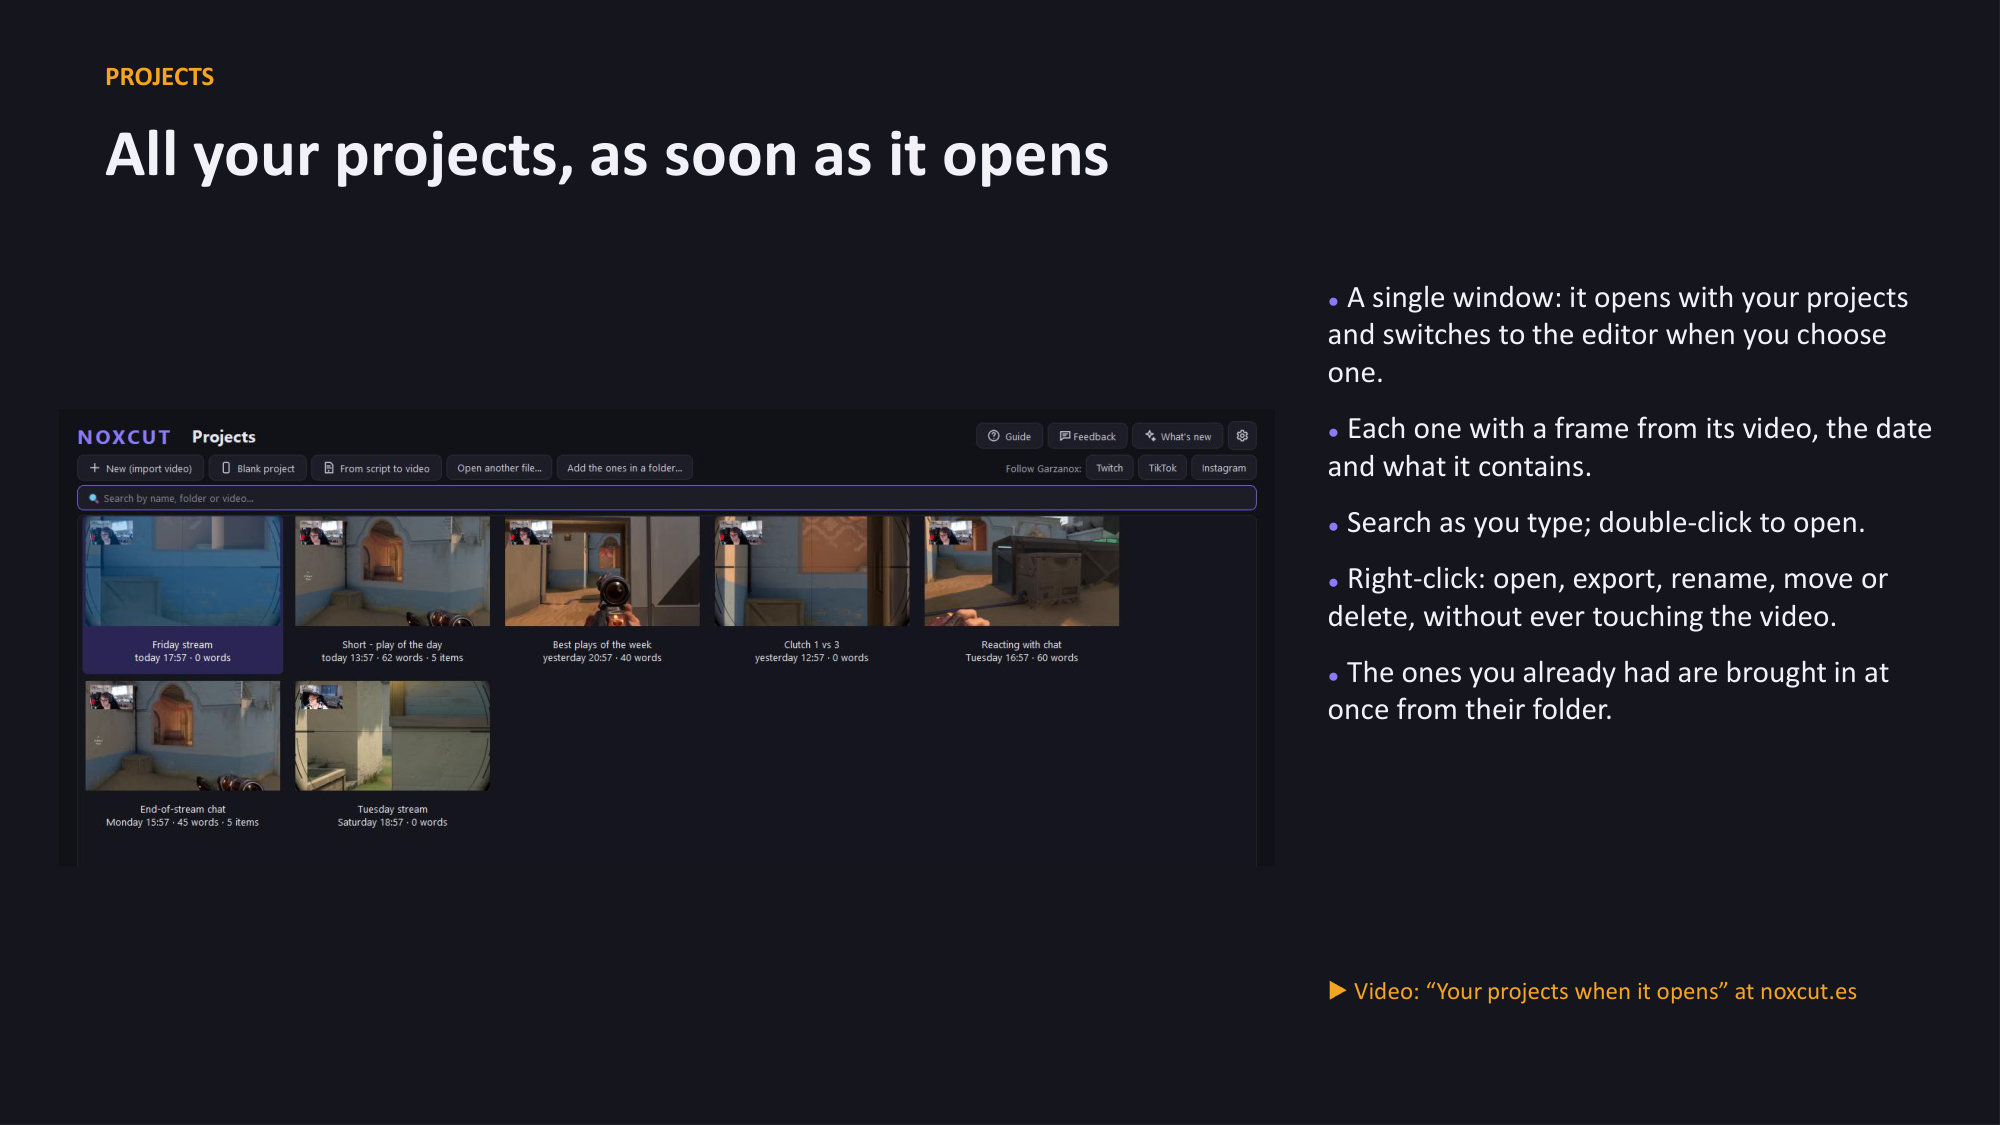 PROJECTS
All your projects, as soon as it opens
NOXCUT Projects
Guide Feedback What's new
New (import video) Blank project From script to video Open another file... Add the ones in a folder...
Follow Garzanox: Twitch TikTok Instagram
Search by name, folder or video...
Friday stream
today 17:57 · 0 words
Short - play of the day
today 13:57 · 62 words · 5 items
Best plays of the week
yesterday 20:57 · 40 words
Clutch 1 vs 3
yesterday 12:57 · 0 words
Reacting with chat
Tuesday 16:57 · 60 words
End-of-stream chat
Monday 15:57 · 45 words · 5 items
Tuesday stream
Saturday 18:57 · 0 words
• A single window: it opens with your projects
and switches to the editor when you choose
one.
• Each one with a frame from its video, the date
and what it contains.
• Search as you type; double-click to open.
• Right-click: open, export, rename, move or
delete, without ever touching the video.
• The ones you already had are brought in at
once from their folder.
▶ Video: “Your projects when it opens” at noxcut.es